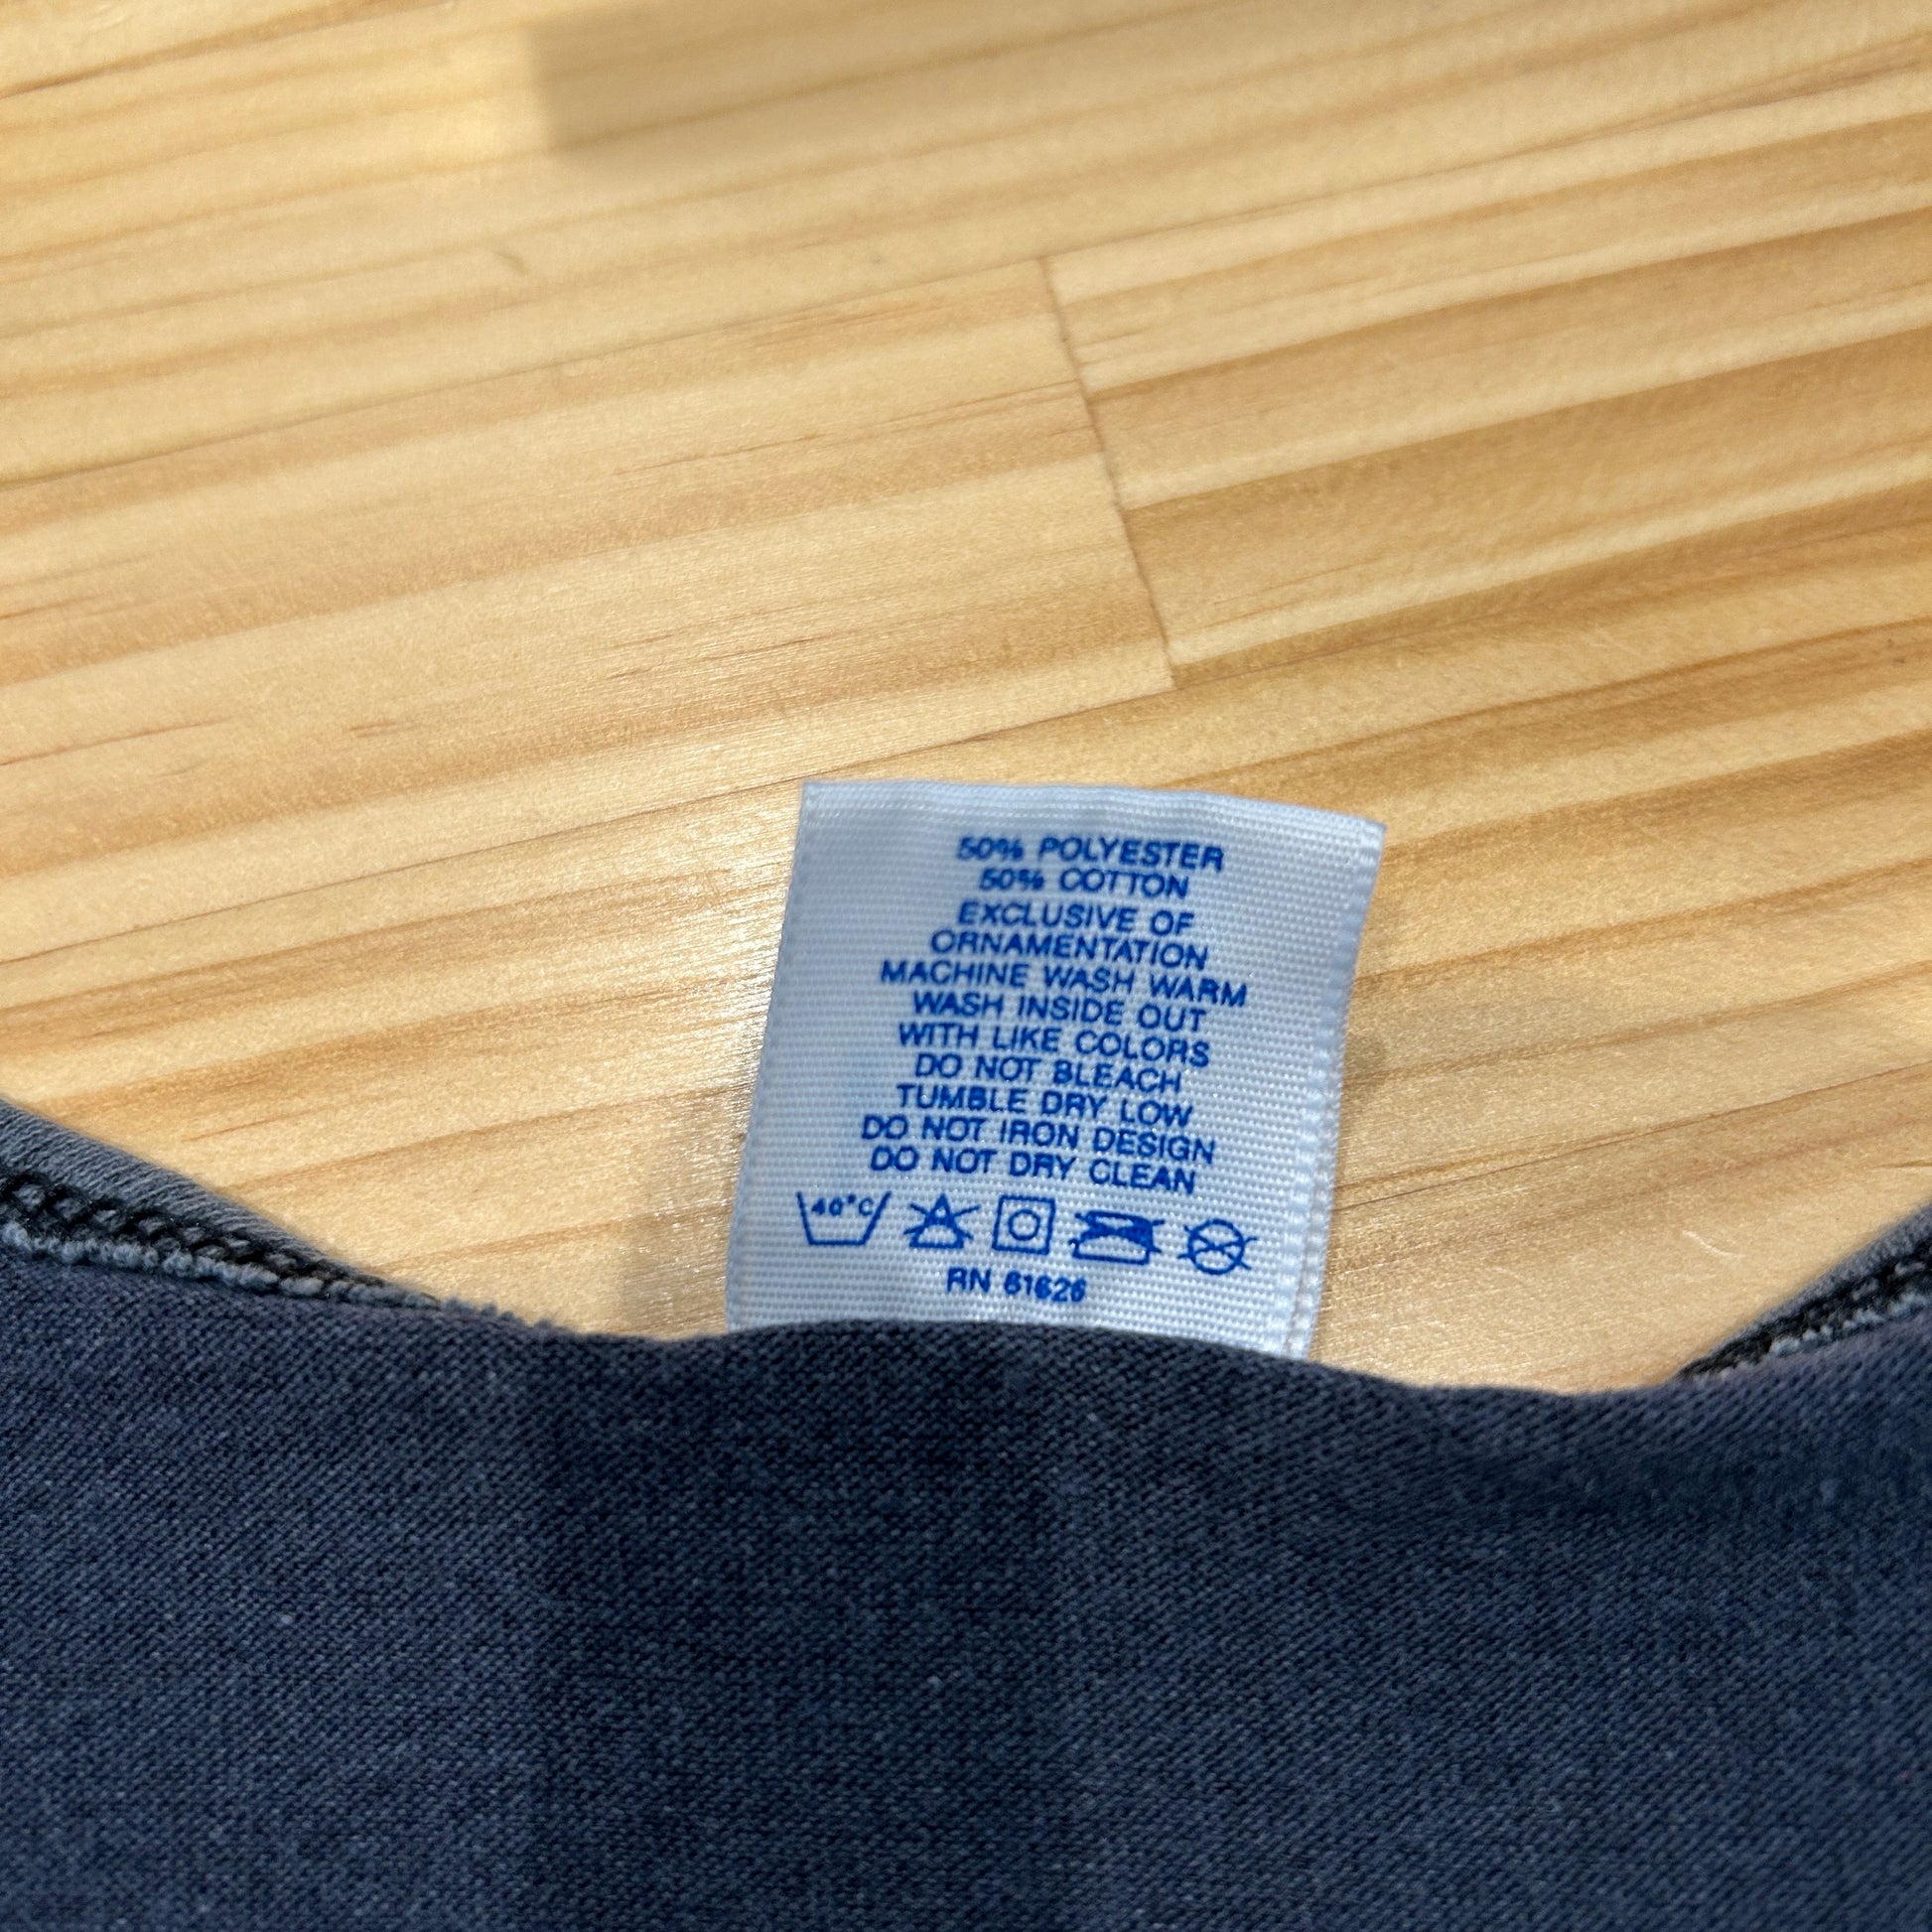 50% POLYESTER
50% COTTON
EXCLUSIVE OF
ORNAMENTATION
MACHINE WASH WARM
WASH INSIDE OUT
WITH LIKE COLORS
DO NOT BLEACH
TUMBLE DRY LOW
DO NOT IRON DESIGN
DO NOT DRY CLEAN
40°C
RN 61626